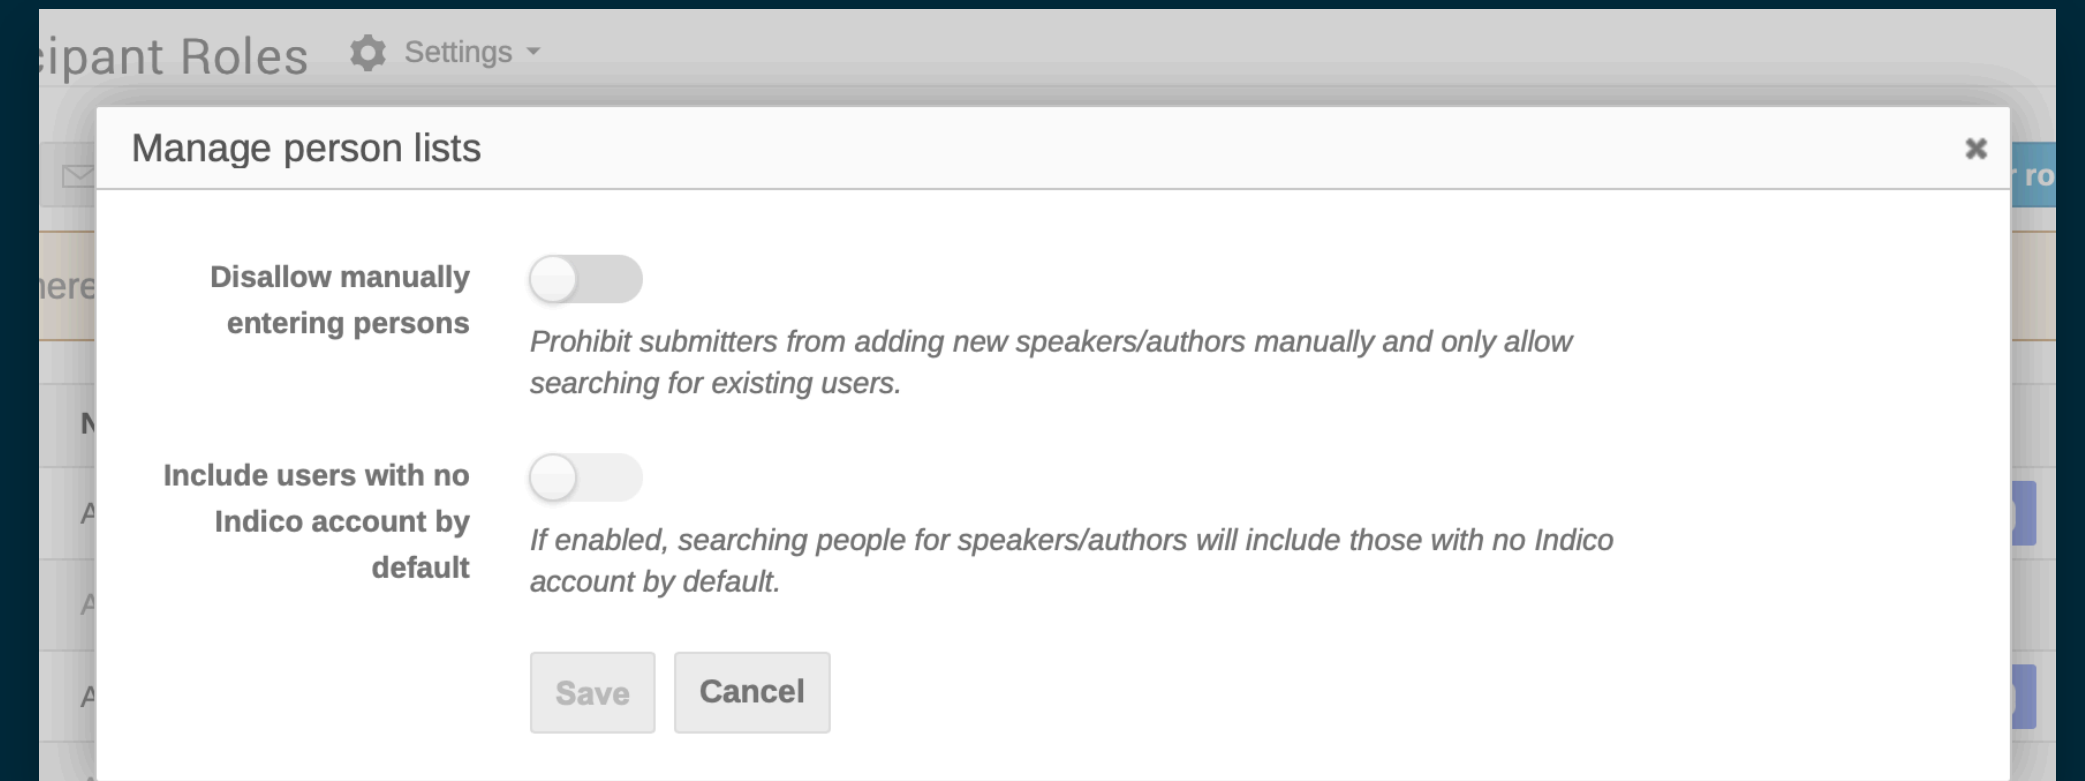 cipant Roles Settings
Manage person lists
ro
Disallow manually
entering persons
Prohibit submitters from adding new speakers/authors manually and only allow
searching for existing users.
Include users with no
Indico account by
default
If enabled, searching people for speakers/authors will include those with no Indico
account by default.
Save Cancel